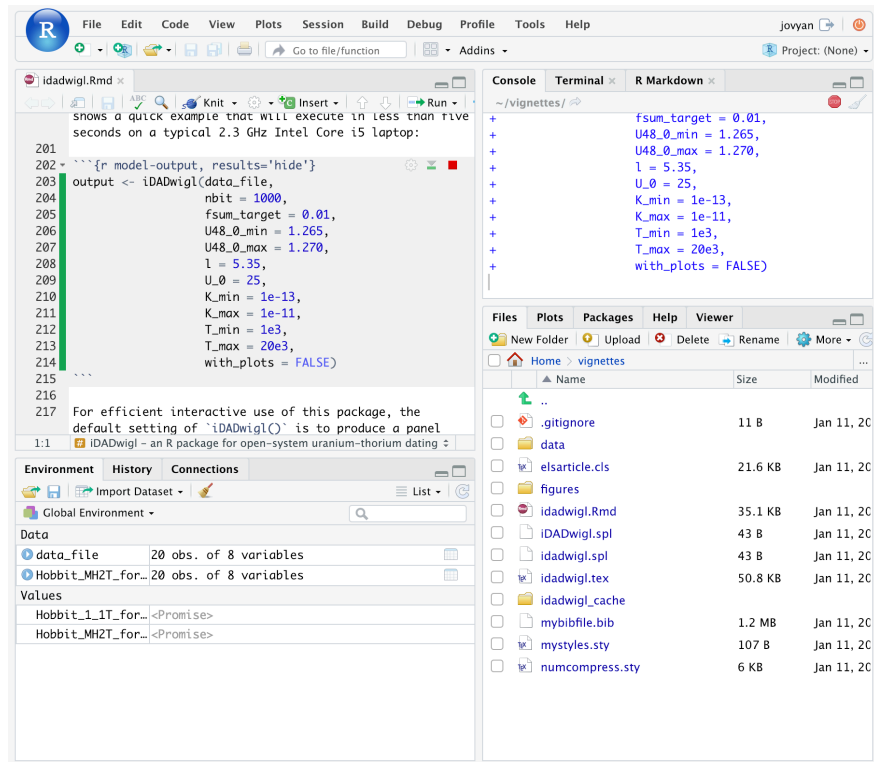 R
File Edit Code View Plots Session Build Debug Profile Tools Help
jovyan
Go to file/function
Addins
Project: (None)
idadwigl.Rmd
ABC
Knit
Insert
Run
shows a quick example that will execute in less than five
seconds on a typical 2.3 GHz Intel Core i5 laptop:
201
202 ```{r model-output, results='hide'}
203 output <- iDADwigl(data_file,
204 nbit = 1000,
205 fsum_target = 0.01,
206 U48_0_min = 1.265,
207 U48_0_max = 1.270,
208 l = 5.35,
209 U_0 = 25,
210 K_min = 1e-13,
211 K_max = 1e-11,
212 T_min = 1e3,
213 T_max = 20e3,
214 with_plots = FALSE)
215 ```
216
217 For efficient interactive use of this package, the
default setting of `iDADwigl()` is to produce a panel
1:1 # iDADwigl – an R package for open-system uranium-thorium dating
Environment History Connections
Import Dataset
List
Global Environment
Data
data_file 20 obs. of 8 variables
Hobbit_MH2T_for… 20 obs. of 8 variables
Values
Hobbit_1_1T_for… <Promise>
Hobbit_MH2T_for… <Promise>
Console Terminal R Markdown
~/vignettes/
STOP
+ fsum_target = 0.01,
+ U48_0_min = 1.265,
+ U48_0_max = 1.270,
+ l = 5.35,
+ U_0 = 25,
+ K_min = 1e-13,
+ K_max = 1e-11,
+ T_min = 1e3,
+ T_max = 20e3,
+ with_plots = FALSE)
Files Plots Packages Help Viewer
New Folder Upload Delete Rename More
Home vignettes ...
Name Size Modified
..
.gitignore 11 B Jan 11, 20
data
elsarticle.cls 21.6 KB Jan 11, 20
figures
idadwigl.Rmd 35.1 KB Jan 11, 20
iDADwigl.spl 43 B Jan 11, 20
idadwigl.spl 43 B Jan 11, 20
idadwigl.tex 50.8 KB Jan 11, 20
idadwigl_cache
mybibfile.bib 1.2 MB Jan 11, 20
mystyles.sty 107 B Jan 11, 20
numcompress.sty 6 KB Jan 11, 20